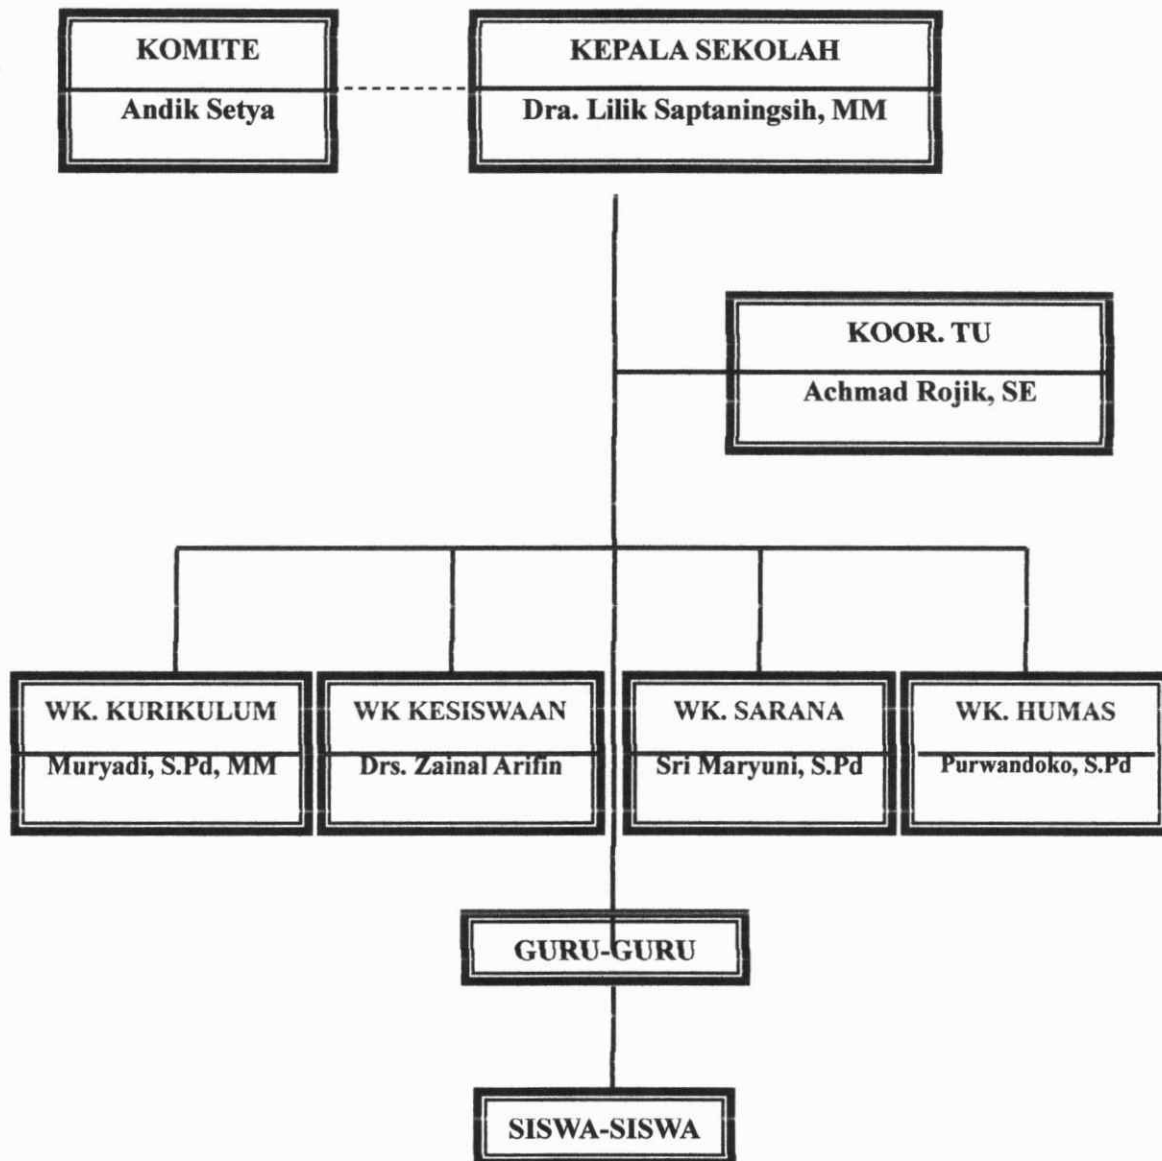 KOMITE
Andik Setya
KEPALA SEKOLAH
Dra. Lilik Saptaningsih, MM
KOOR. TU
Achmad Rojik, SE
WK. KURIKULUM
Muryadi, S.Pd, MM
WK KESISWAAN
Drs. Zainal Arifin
WK. SARANA
Sri Maryuni, S.Pd
WK. HUMAS
Purwandoko, S.Pd
GURU-GURU
SISWA-SISWA